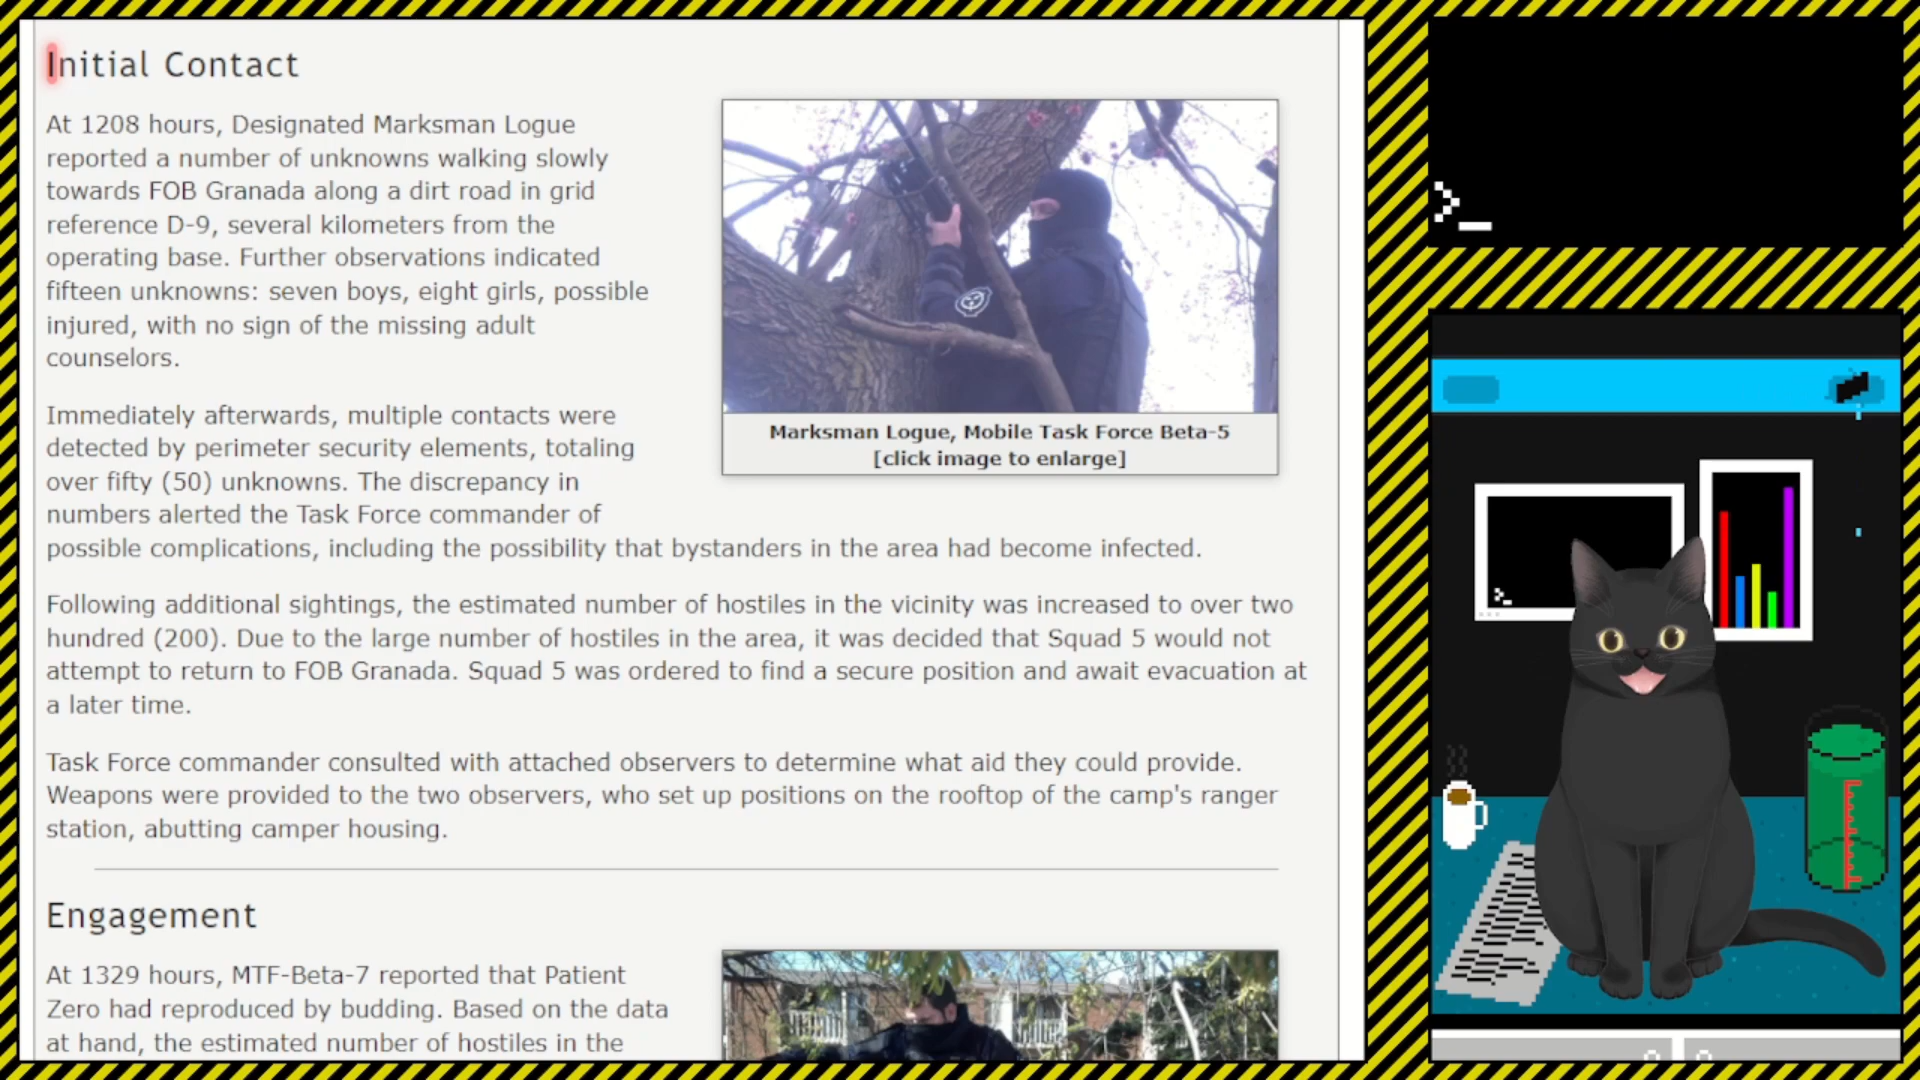 Initial Contact
At 1208 hours, Designated Marksman Logue
reported a number of unknowns walking slowly
towards FOB Granada along a dirt road in grid
reference D-9, several kilometers from the
operating base. Further observations indicated
fifteen unknowns: seven boys, eight girls, possible
injured, with no sign of the missing adult
counselors.
Marksman Logue, Mobile Task Force Beta-5
[click image to enlarge]
Immediately afterwards, multiple contacts were
detected by perimeter security elements, totaling
over fifty (50) unknowns. The discrepancy in
numbers alerted the Task Force commander of
possible complications, including the possibility that bystanders in the area had become infected.
Following additional sightings, the estimated number of hostiles in the vicinity was increased to over two
hundred (200). Due to the large number of hostiles in the area, it was decided that Squad 5 would not
attempt to return to FOB Granada. Squad 5 was ordered to find a secure position and await evacuation at
a later time.
Task Force commander consulted with attached observers to determine what aid they could provide.
Weapons were provided to the two observers, who set up positions on the rooftop of the camp's ranger
station, abutting camper housing.
Engagement
At 1329 hours, MTF-Beta-7 reported that Patient
Zero had reproduced by budding. Based on the data
at hand, the estimated number of hostiles in the
>_
>_